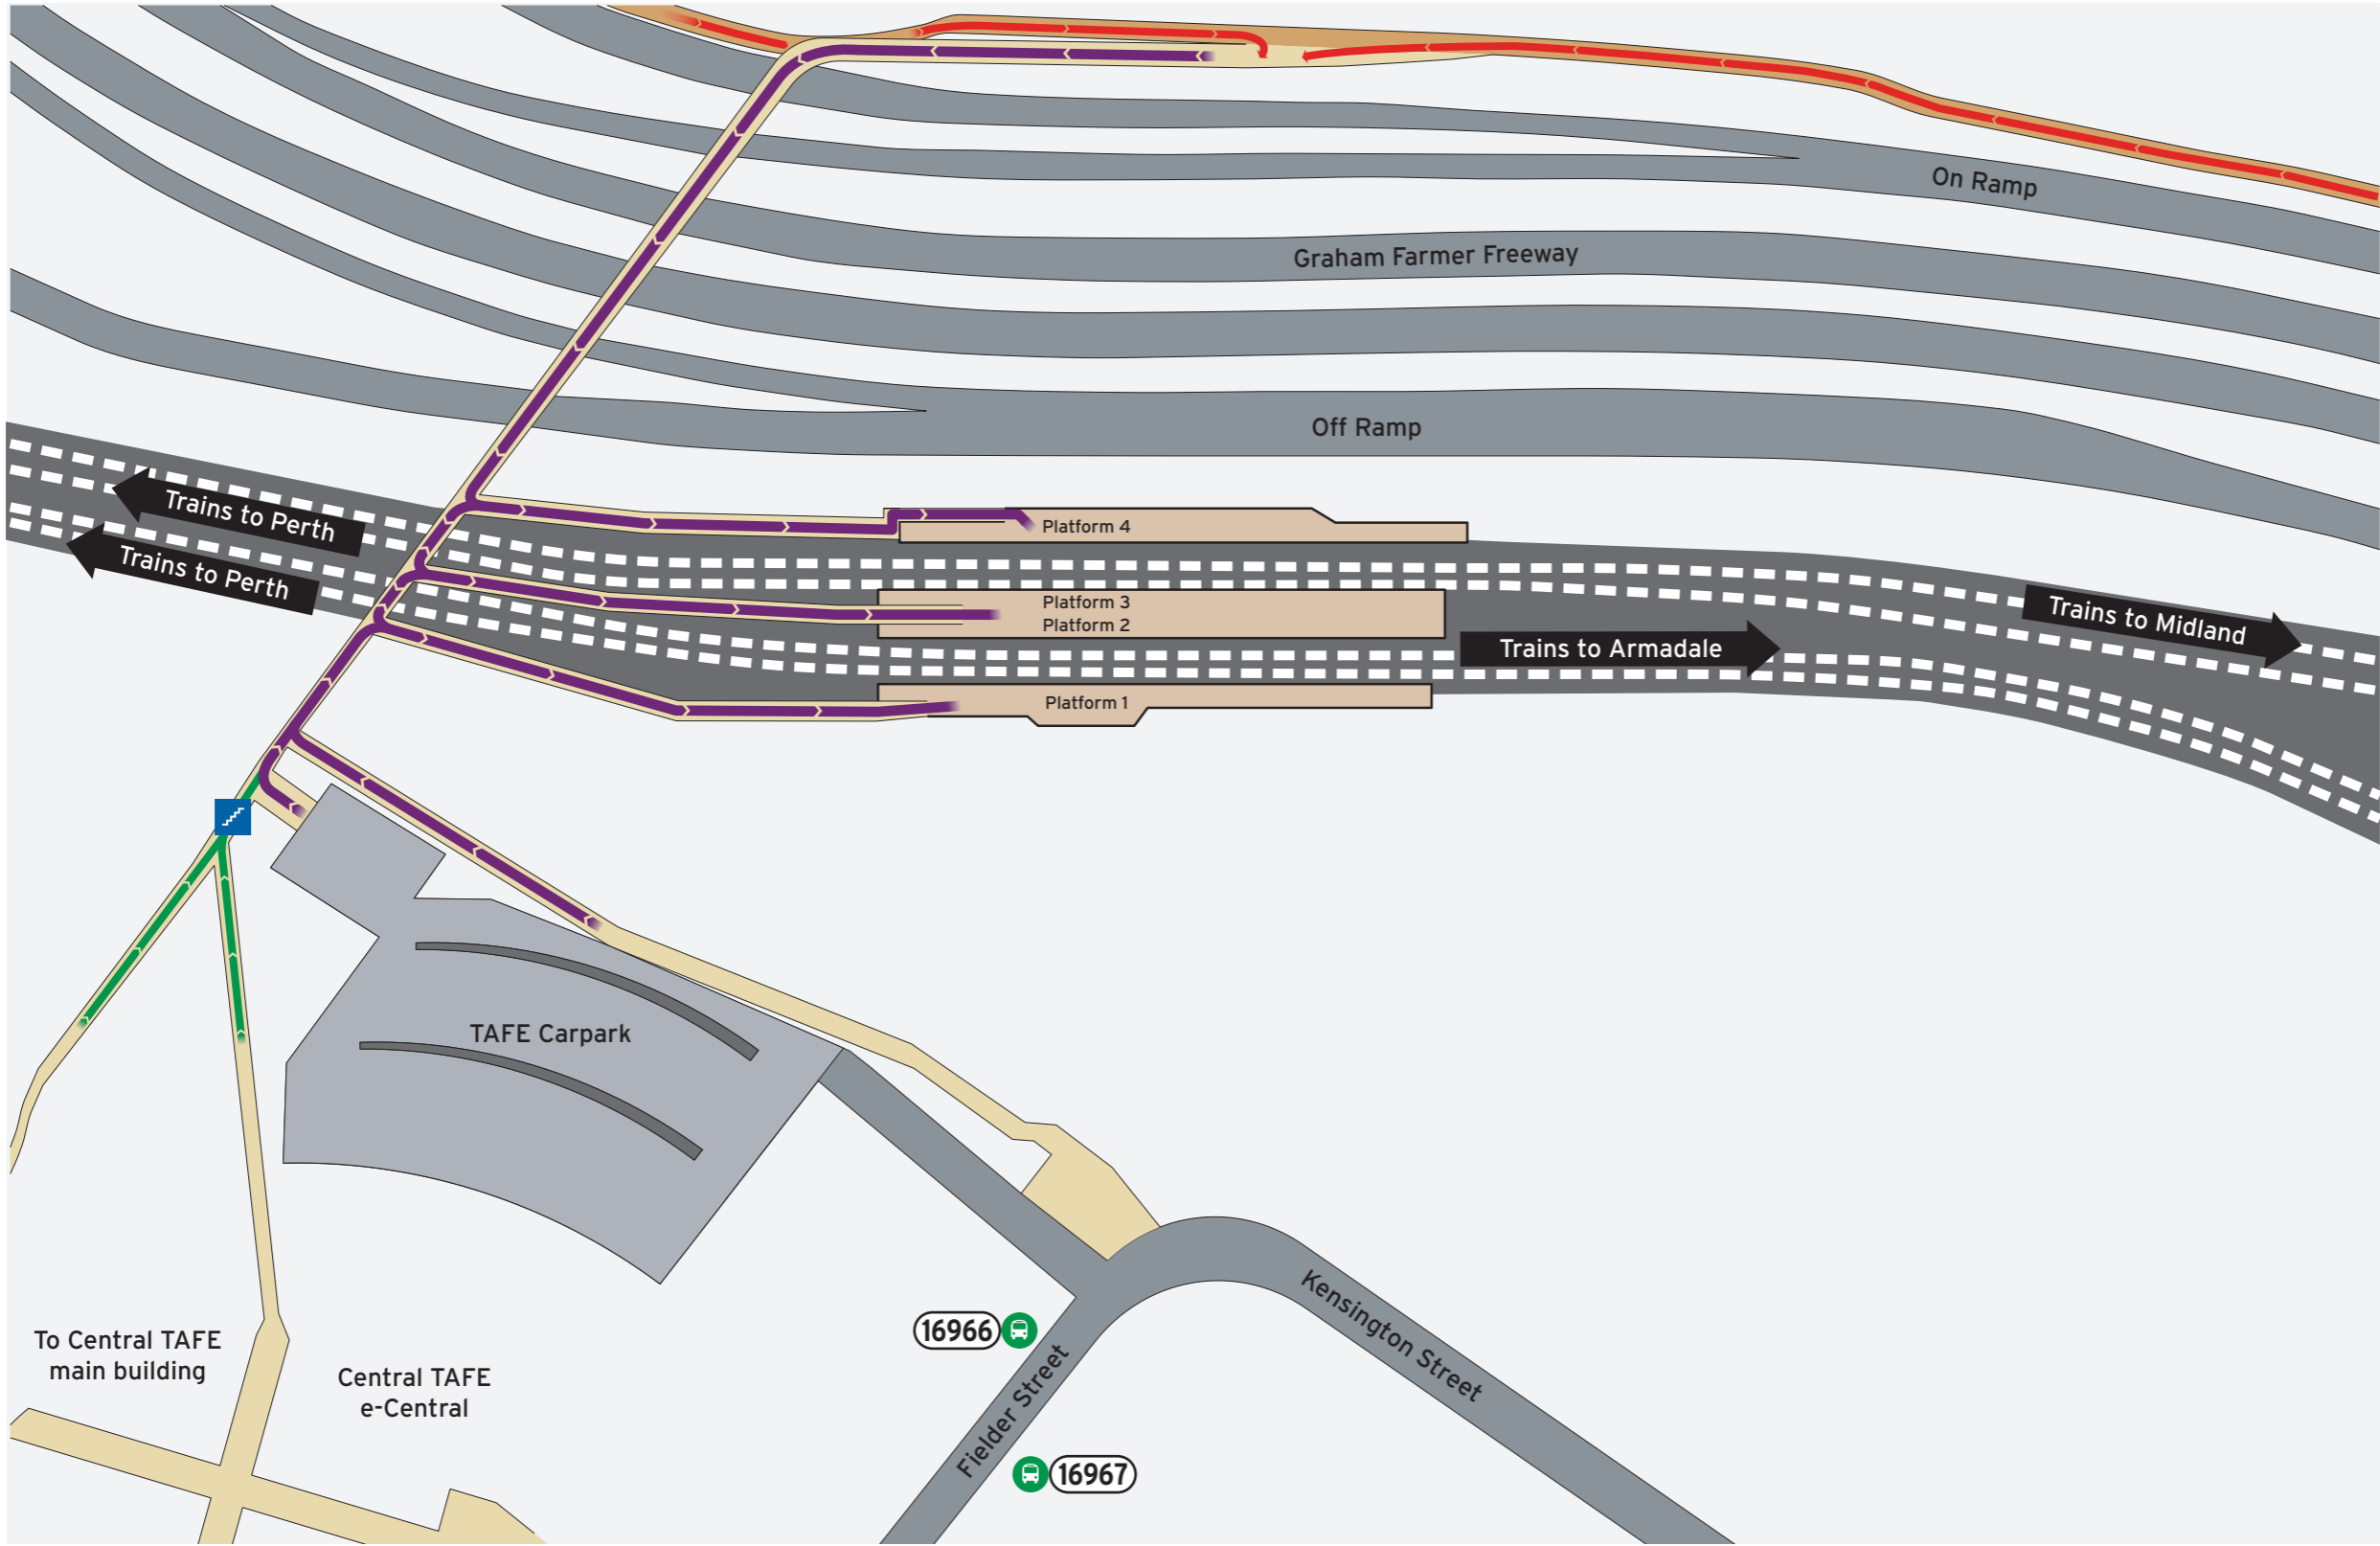 On Ramp
Graham Farmer Freeway
Off Ramp
Trains to Perth
Trains to Perth
Platform 4
Platform 3
Platform 2
Trains to Midland
Trains to Armadale
Platform 1
TAFE Carpark
To Central TAFE
main building
Central TAFE
e-Central
16966
Fielder Street
Kensington Street
16967